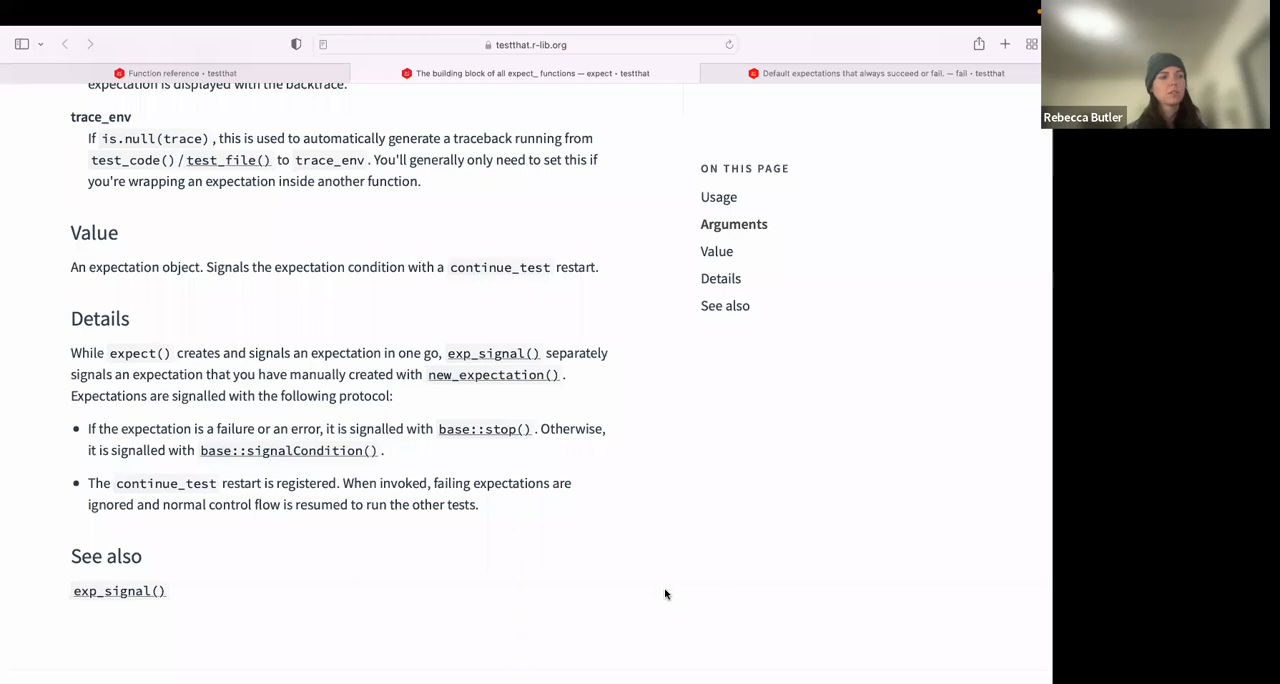 testthat.r-lib.org
Function reference • testthat
The building block of all expect_ functions — expect • testthat
Default expectations that always succeed or fail. — fail • testthat
Rebecca Butler
expectation is displayed with the backtrace.
trace_env
If is.null(trace), this is used to automatically generate a traceback running from
test_code()/test_file() to trace_env. You'll generally only need to set this if
you're wrapping an expectation inside another function.
Value
An expectation object. Signals the expectation condition with a continue_test restart.
Details
While expect() creates and signals an expectation in one go, exp_signal() separately
signals an expectation that you have manually created with new_expectation().
Expectations are signalled with the following protocol:
• If the expectation is a failure or an error, it is signalled with base::stop(). Otherwise,
it is signalled with base::signalCondition().
• The continue_test restart is registered. When invoked, failing expectations are
ignored and normal control flow is resumed to run the other tests.
See also
exp_signal()
ON THIS PAGE
Usage
Arguments
Value
Details
See also